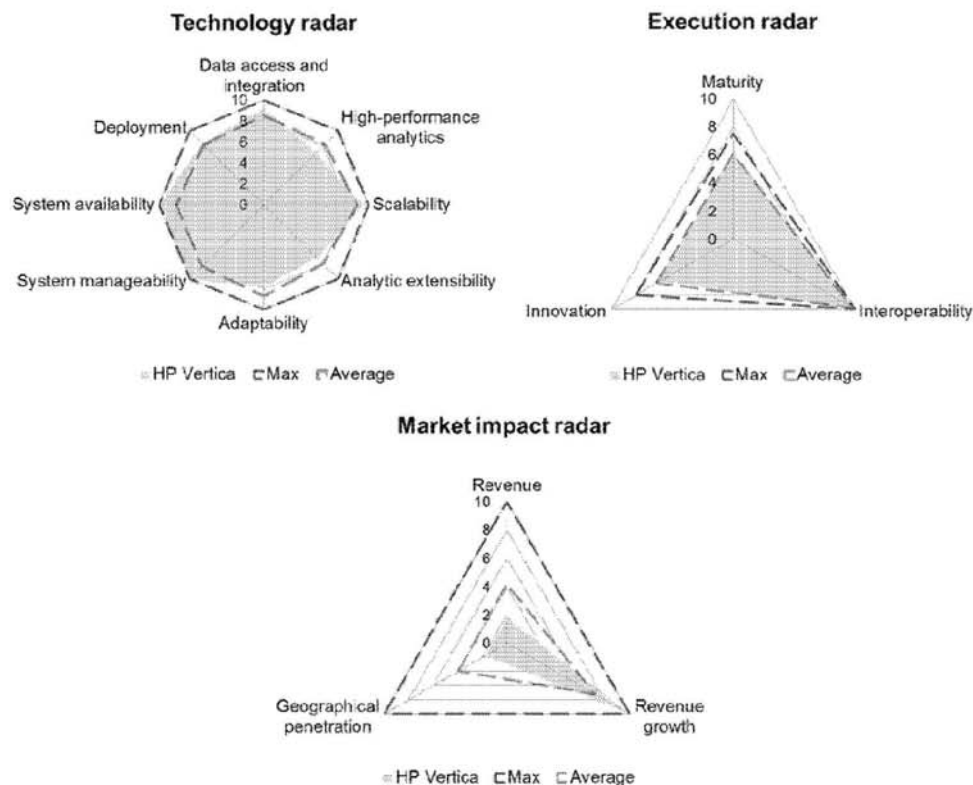 Technology radar
Data access and
integration
10
8
6
4
2
0
High-performance
analytics
Scalability
Analytic extensibility
Adaptability
System manageability
System availability
Deployment
HP Vertica Max Average
Execution radar
Maturity
10
8
6
4
2
0
Interoperability
Innovation
HP Vertica Max Average
Market impact radar
Revenue
10
8
6
4
2
0
Revenue
growth
Geographical
penetration
HP Vertica Max Average